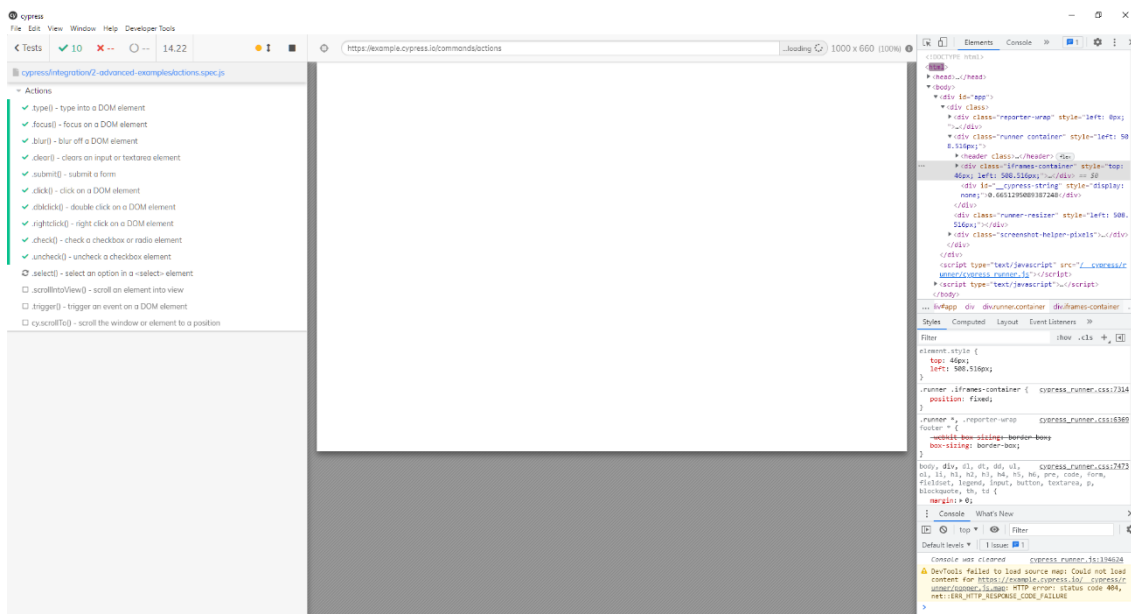 cypress
File Edit View Window Help Developer Tools
Tests 10 -- -- 14.22
cypress/integration/2-advanced-examples/actions.spec.js
Actions
.type() - type into a DOM element
.focus() - focus on a DOM element
.blur() - blur off a DOM element
.clear() - clears an input or textarea element
.submit() - submit a form
.click() - click on a DOM element
.dblclick() - double click on a DOM element
.rightclick() - right click on a DOM element
.check() - check a checkbox or radio element
.uncheck() - uncheck a checkbox element
.select() - select an option in a <select> element
.scrollIntoView() - scroll an element into view
.trigger() - trigger an event on a DOM element
cy.scrollTo() - scroll the window or element to a position
https://example.cypress.io/commands/actions ...loading 1000 x 660 (100%)
Elements Console » 1
<!DOCTYPE html>
<html>
<head>…</head>
<body>
<div id="app">
<div class>
<div class="reporter-wrap" style="left: 0px;
">…</div>
<div class="runner container" style="left: 50
8.516px;">
<header class>…</header> flex
<div class="iframes-container" style="top:
46px; left: 508.516px;">…</div> == $0
<div id="__cypress-string" style="display:
none;">0.6651295089387248</div>
</div>
<div class="runner-resizer" style="left: 508.
516px;"></div>
<div class="screenshot-helper-pixels">…</div>
</div>
</div>
<script type="text/javascript" src="/__cypress/r
unner/cypress_runner.js"></script>
<script type="text/javascript">…</script>
</body>
... iv#app div div.runner.container div.iframes-container
Styles Computed Layout Event Listeners »
Filter :hov .cls +
element.style {
top: 46px;
left: 508.516px;
}
.runner .iframes-container { cypress_runner.css:7314
position: fixed;
}
.runner *, .reporter-wrap cypress_runner.css:6369
footer * {
-webkit-box-sizing: border-box;
box-sizing: border-box;
}
body, div, dl, dt, dd, ul, cypress_runner.css:7473
ol, li, h1, h2, h3, h4, h5, h6, pre, code, form,
fieldset, legend, input, button, textarea, p,
blockquote, th, td {
margin: 0;
Console What's New
top Filter
Default levels 1 Issue: 1
Console was cleared cypress_runner.js:194624
DevTools failed to load source map: Could not load
content for https://example.cypress.io/__cypress/r
unner/popper.js.map: HTTP error: status code 404,
net::ERR_HTTP_RESPONSE_CODE_FAILURE